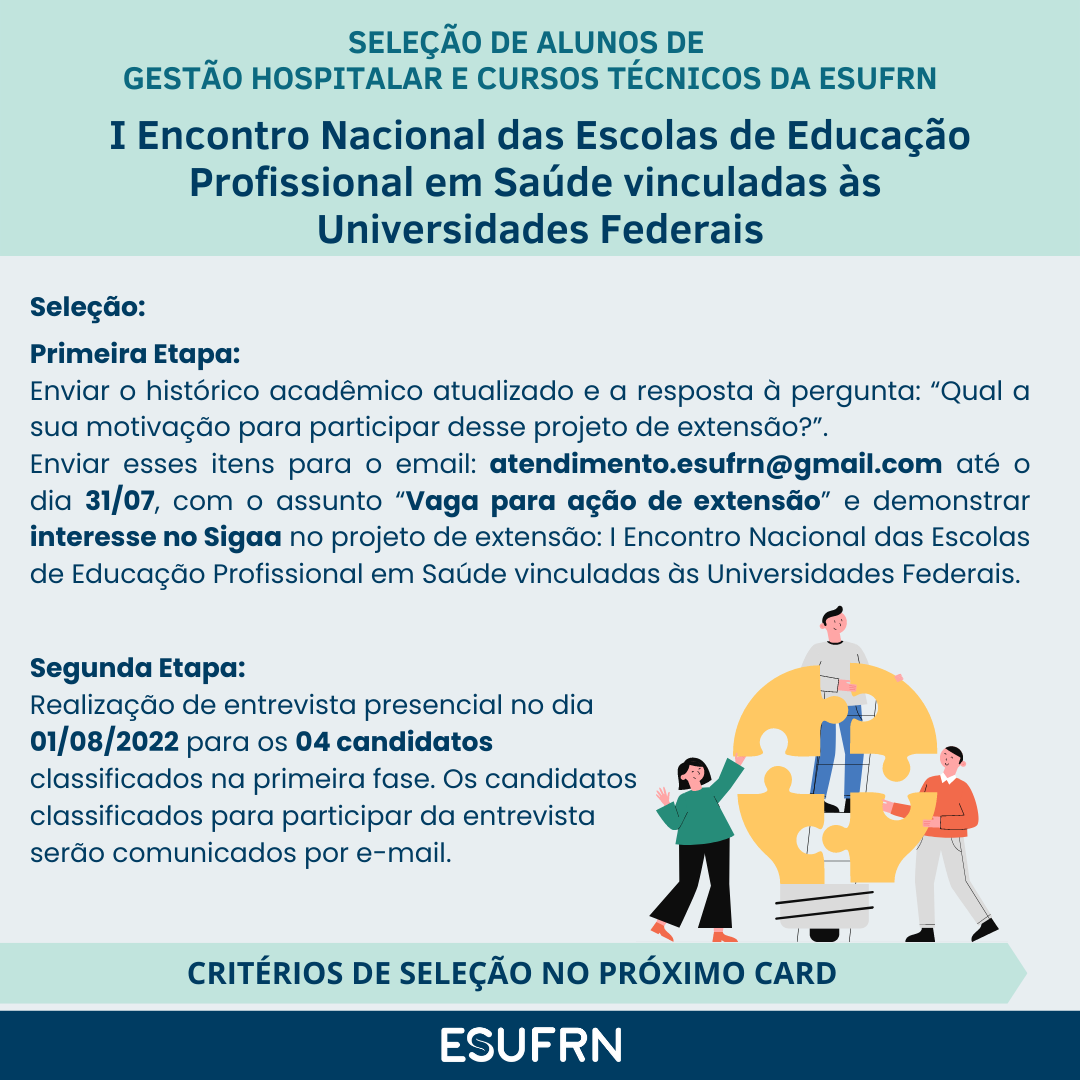 SELEÇÃO DE ALUNOS DE
GESTÃO HOSPITALAR E CURSOS TÉCNICOS DA ESUFRN
I Encontro Nacional das Escolas de Educação
Profissional em Saúde vinculadas às
Universidades Federais
Seleção:
Primeira Etapa:
Enviar o histórico acadêmico atualizado e a resposta à pergunta: “Qual a
sua motivação para participar desse projeto de extensão?”.
Enviar esses itens para o email: atendimento.esufrn@gmail.com até o
dia 31/07, com o assunto “Vaga para ação de extensão” e demonstrar
interesse no Sigaa no projeto de extensão: I Encontro Nacional das Escolas
de Educação Profissional em Saúde vinculadas às Universidades Federais.
Segunda Etapa:
Realização de entrevista presencial no dia
01/08/2022 para os 04 candidatos
classificados na primeira fase. Os candidatos
classificados para participar da entrevista
serão comunicados por e-mail.
CRITÉRIOS DE SELEÇÃO NO PRÓXIMO CARD
ESUFRN